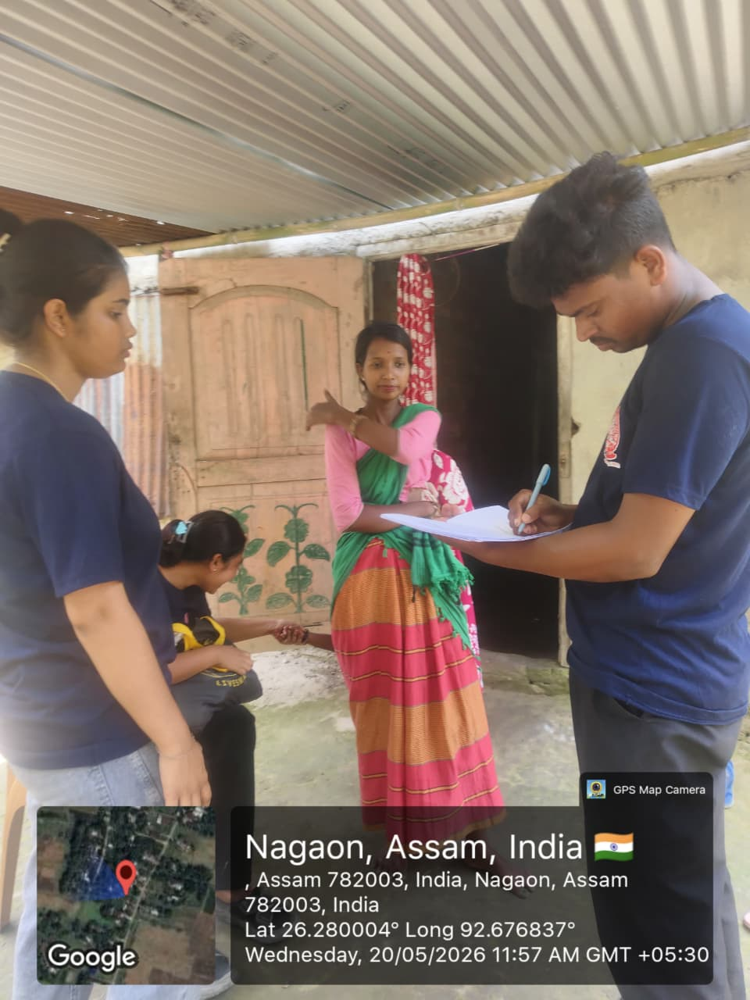 GPS Map Camera
Nagaon, Assam, India 🇮🇳
, Assam 782003, India, Nagaon, Assam
782003, India
Lat 26.280004° Long 92.676837°
Wednesday, 20/05/2026 11:57 AM GMT +05:30
Google